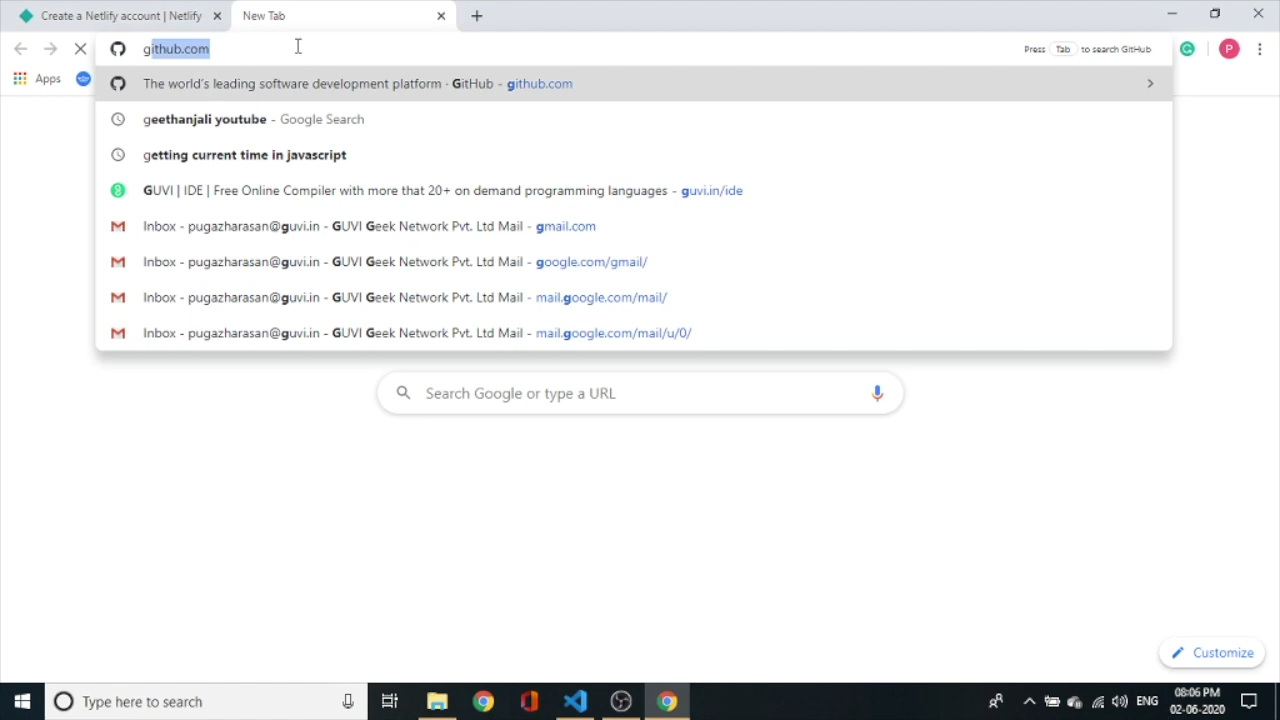 Create a Netlify account | Netlify
New Tab
github.com
Press Tab to search GitHub
P
Apps
The world's leading software development platform · GitHub - github.com
geethanjali youtube - Google Search
getting current time in javascript
GUVI | IDE | Free Online Compiler with more that 20+ on demand programming languages - guvi.in/ide
Inbox - pugazharasan@guvi.in - GUVI Geek Network Pvt. Ltd Mail - gmail.com
Inbox - pugazharasan@guvi.in - GUVI Geek Network Pvt. Ltd Mail - google.com/gmail/
Inbox - pugazharasan@guvi.in - GUVI Geek Network Pvt. Ltd Mail - mail.google.com/mail/
Inbox - pugazharasan@guvi.in - GUVI Geek Network Pvt. Ltd Mail - mail.google.com/mail/u/0/
Search Google or type a URL
Customize
Type here to search
ENG
08:06 PM
02-06-2020